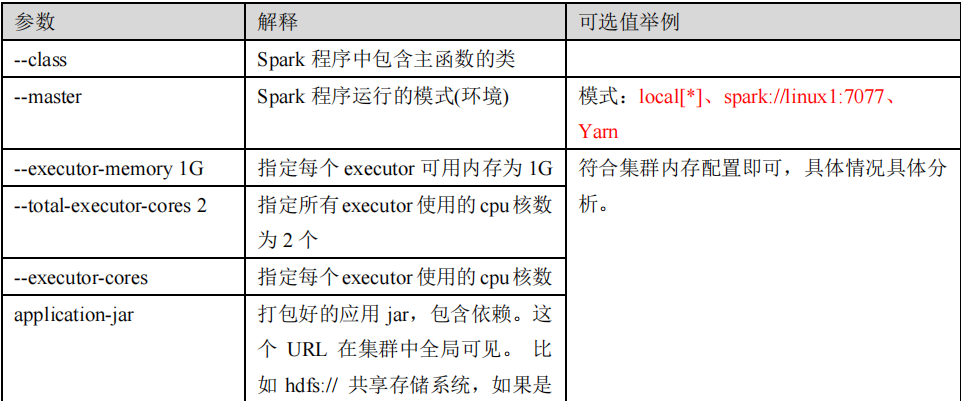 参数 解释 可选值举例
--class Spark 程序中包含主函数的类
--master Spark 程序运行的模式(环境) 模式：local[*]、spark://linux1:7077、
Yarn
--executor-memory 1G 指定每个 executor 可用内存为 1G 符合集群内存配置即可，具体情况具体分
析。
--total-executor-cores 2 指定所有 executor 使用的 cpu 核数
为 2 个
--executor-cores 指定每个 executor 使用的 cpu 核数
application-jar 打包好的应用 jar，包含依赖。这
个 URL 在集群中全局可见。 比
如 hdfs:// 共享存储系统，如果是